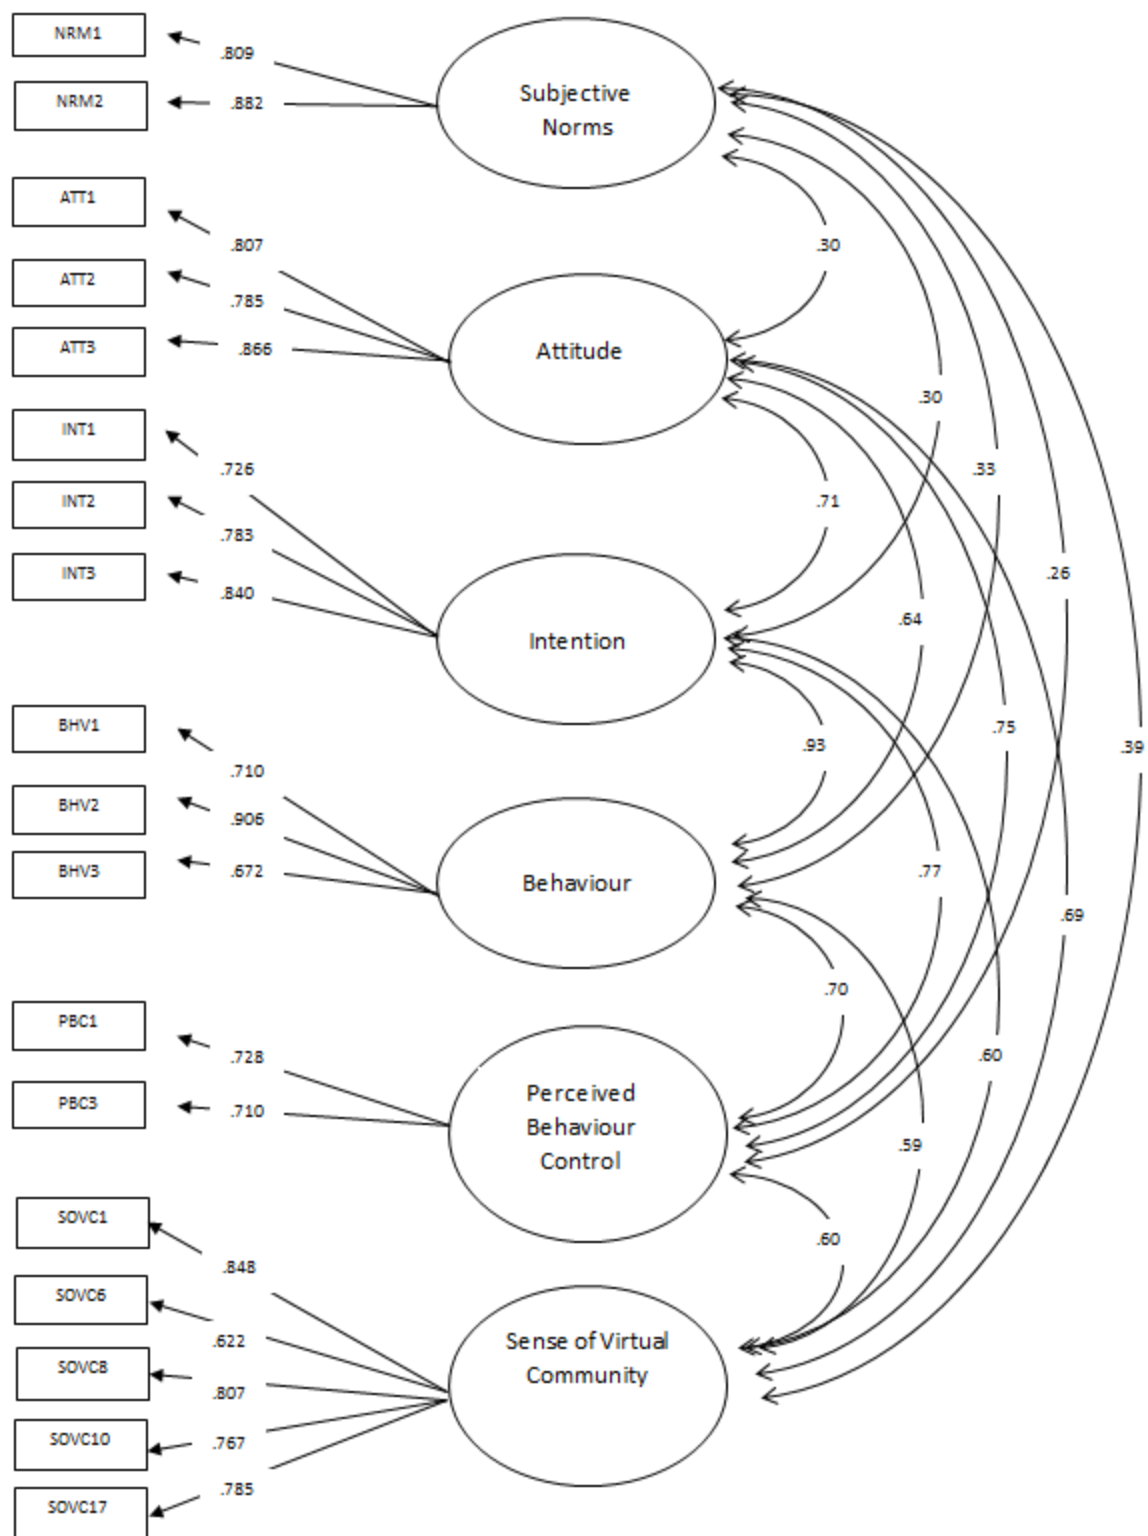 NRM1
.809
NRM2
.882
Subjective
Norms
ATT1
.807
ATT2
.785
ATT3
.866
Attitude
.30
INT1
.726
INT2
.783
INT3
.840
Intention
.30
.33
.71
.26
.64
BHV1
.710
BHV2
.906
BHV3
.672
Behaviour
.93
.75
.39
.77
.69
PBC1
.728
PBC3
.710
Perceived
Behaviour
Control
.70
.60
.59
SOVC1
.848
SOVC6
.622
SOVC8
.807
SOVC10
.767
SOVC17
.785
Sense of Virtual
Community
.60